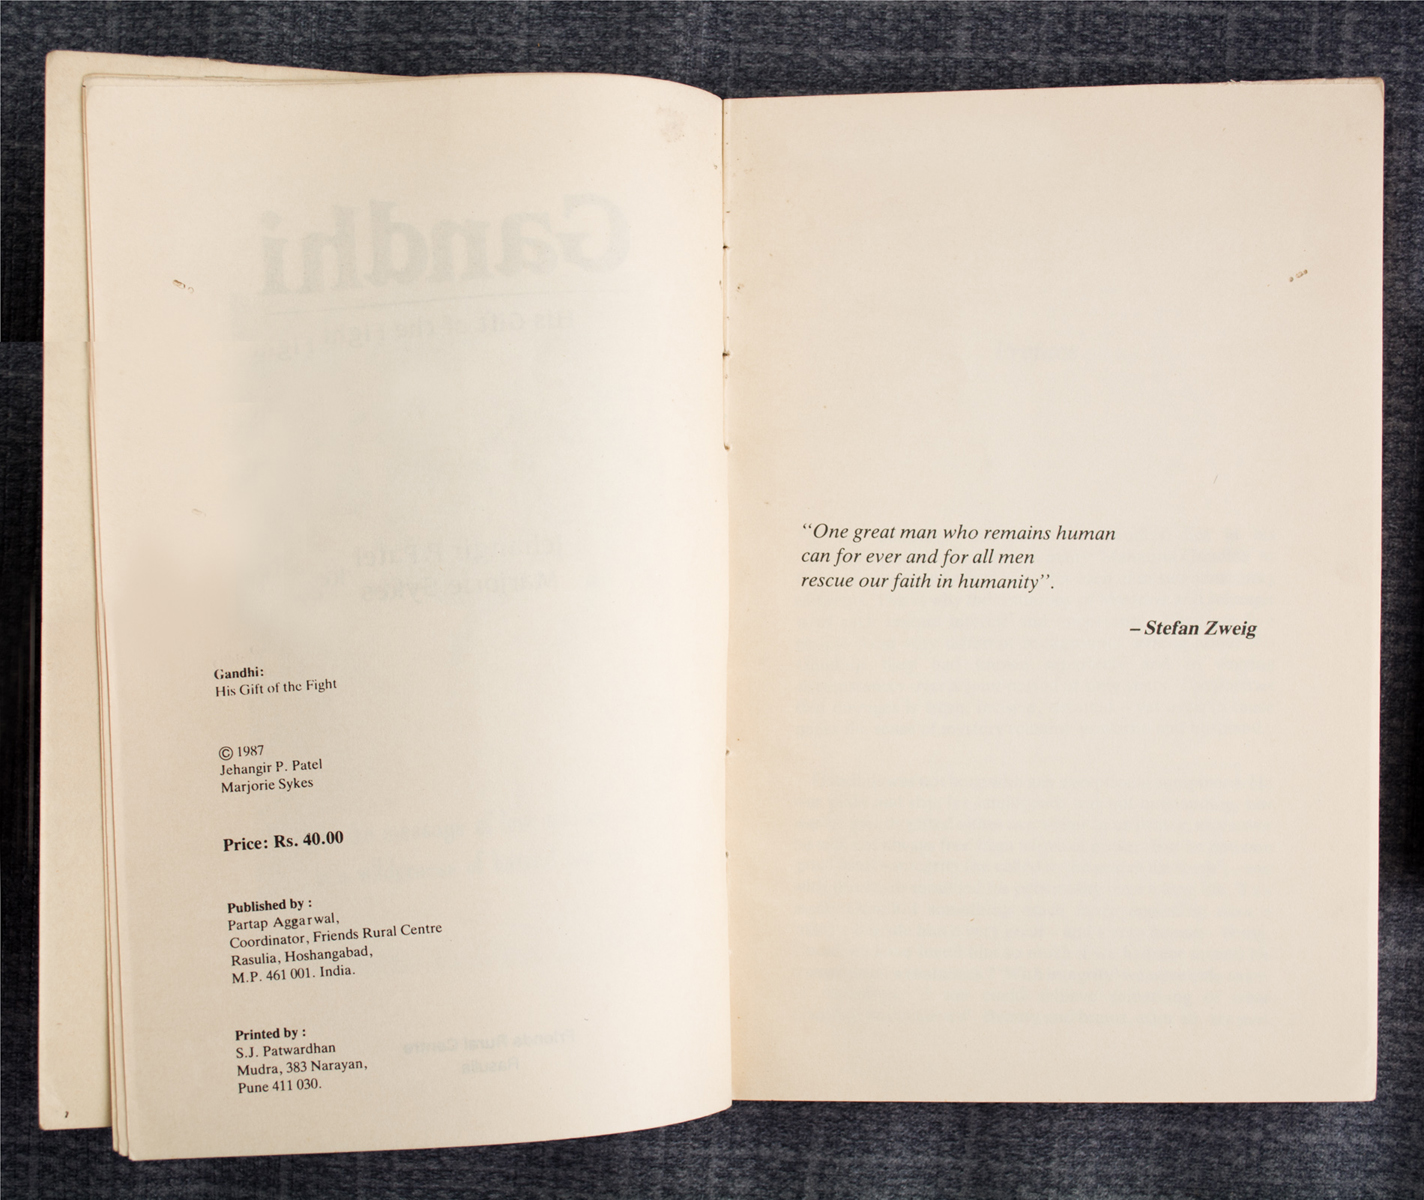 Gandhi:
His Gift of the Fight
© 1987
Jehangir P. Patel
Marjorie Sykes
Price: Rs. 40.00
Published by :
Partap Aggarwal,
Coordinator, Friends Rural Centre
Rasulia, Hoshangabad,
M.P. 461 001. India.
Printed by :
S.J. Patwardhan
Mudra, 383 Narayan,
Pune 411 030.
“One great man who remains human
can for ever and for all men
rescue our faith in humanity”.
– Stefan Zweig